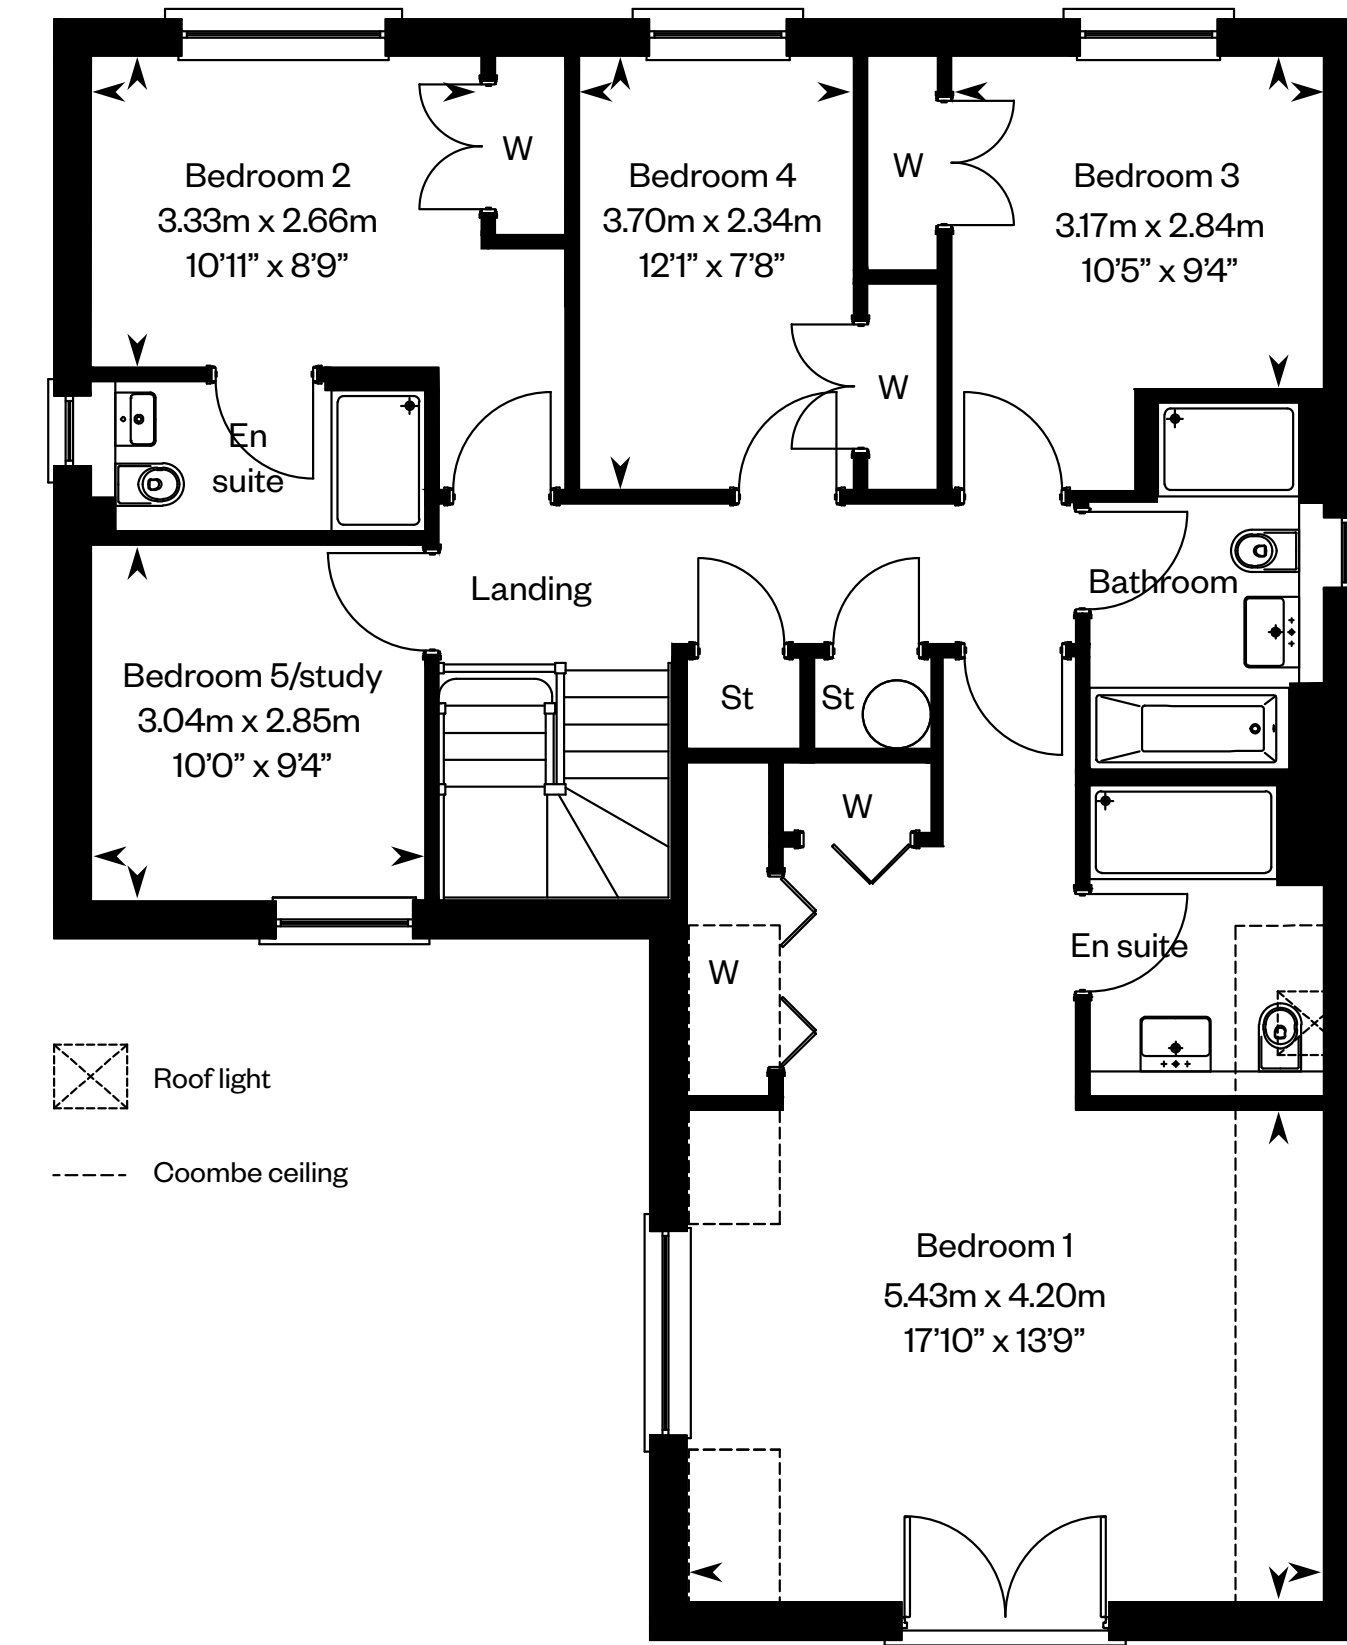 Bedroom 2
3.33m x 2.66m
10’11” x 8’9”
W
Bedroom 4
3.70m x 2.34m
12’1” x 7’8”
W
Bedroom 3
3.17m x 2.84m
10’5” x 9’4”
W
En
suite
Landing
Bathroom
Bedroom 5/study
3.04m x 2.85m
10’0” x 9’4”
St
St
W
W
En suite
Roof light
Coombe ceiling
Bedroom 1
5.43m x 4.20m
17’10” x 13’9”